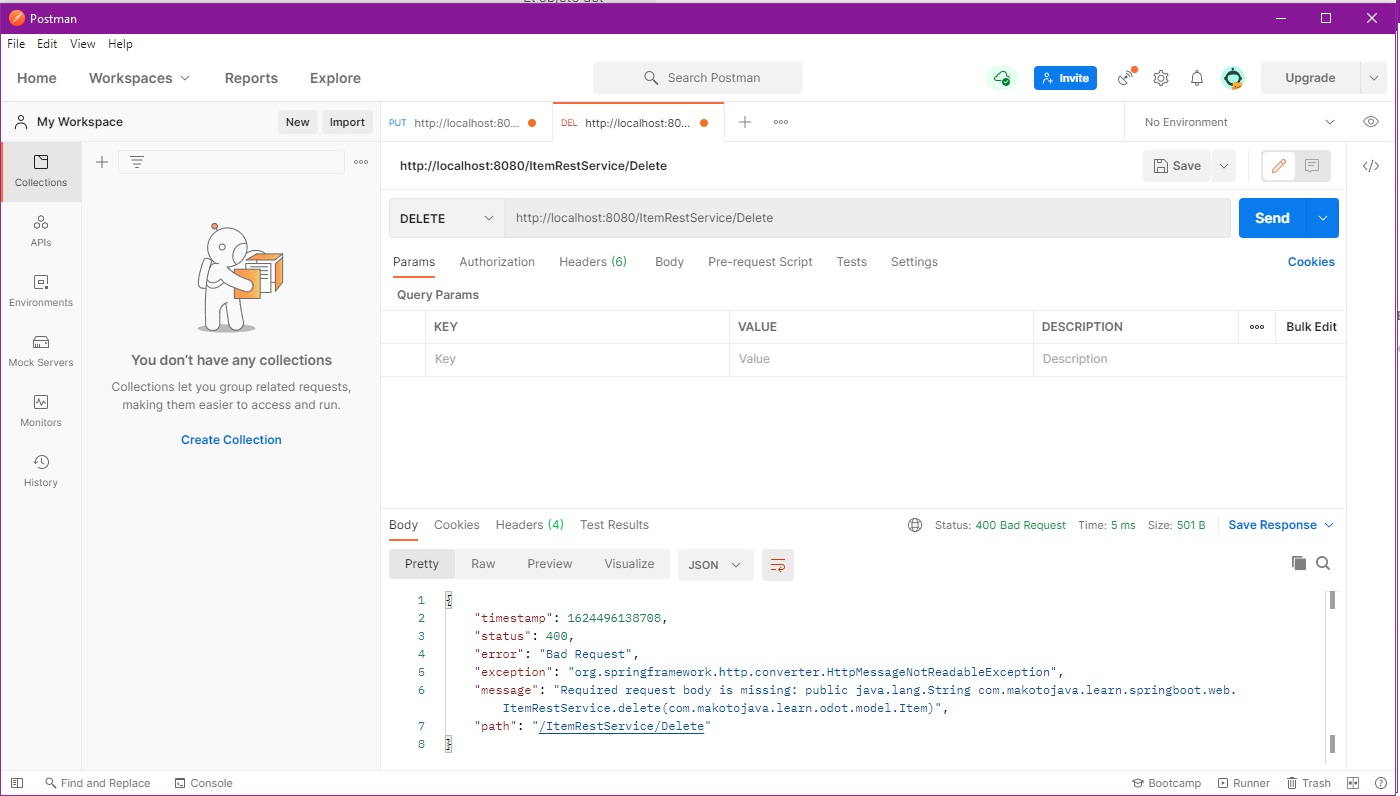 Postman
File Edit View Help
Home Workspaces Reports Explore Search Postman Invite Upgrade
My Workspace New Import PUT http://localhost:80... DEL http://localhost:80... No Environment
http://localhost:8080/ItemRestService/Delete Save
DELETE http://localhost:8080/ItemRestService/Delete Send
Params Authorization Headers (6) Body Pre-request Script Tests Settings Cookies
Query Params
KEY VALUE DESCRIPTION Bulk Edit
Key Value Description
Collections
APIs
Environments
Mock Servers
Monitors
History
You don't have any collections
Collections let you group related requests,
making them easier to access and run.
Create Collection
Body Cookies Headers (4) Test Results Status: 400 Bad Request Time: 5 ms Size: 501 B Save Response
Pretty Raw Preview Visualize JSON
1 {
2 "timestamp": 1624496138708,
3 "status": 400,
4 "error": "Bad Request",
5 "exception": "org.springframework.http.converter.HttpMessageNotReadableException",
6 "message": "Required request body is missing: public java.lang.String com.makotojava.learn.springboot.web.
ItemRestService.delete(com.makotojava.learn.odot.model.Item)",
7 "path": "/ItemRestService/Delete"
8 }
Find and Replace Console Bootcamp Runner Trash